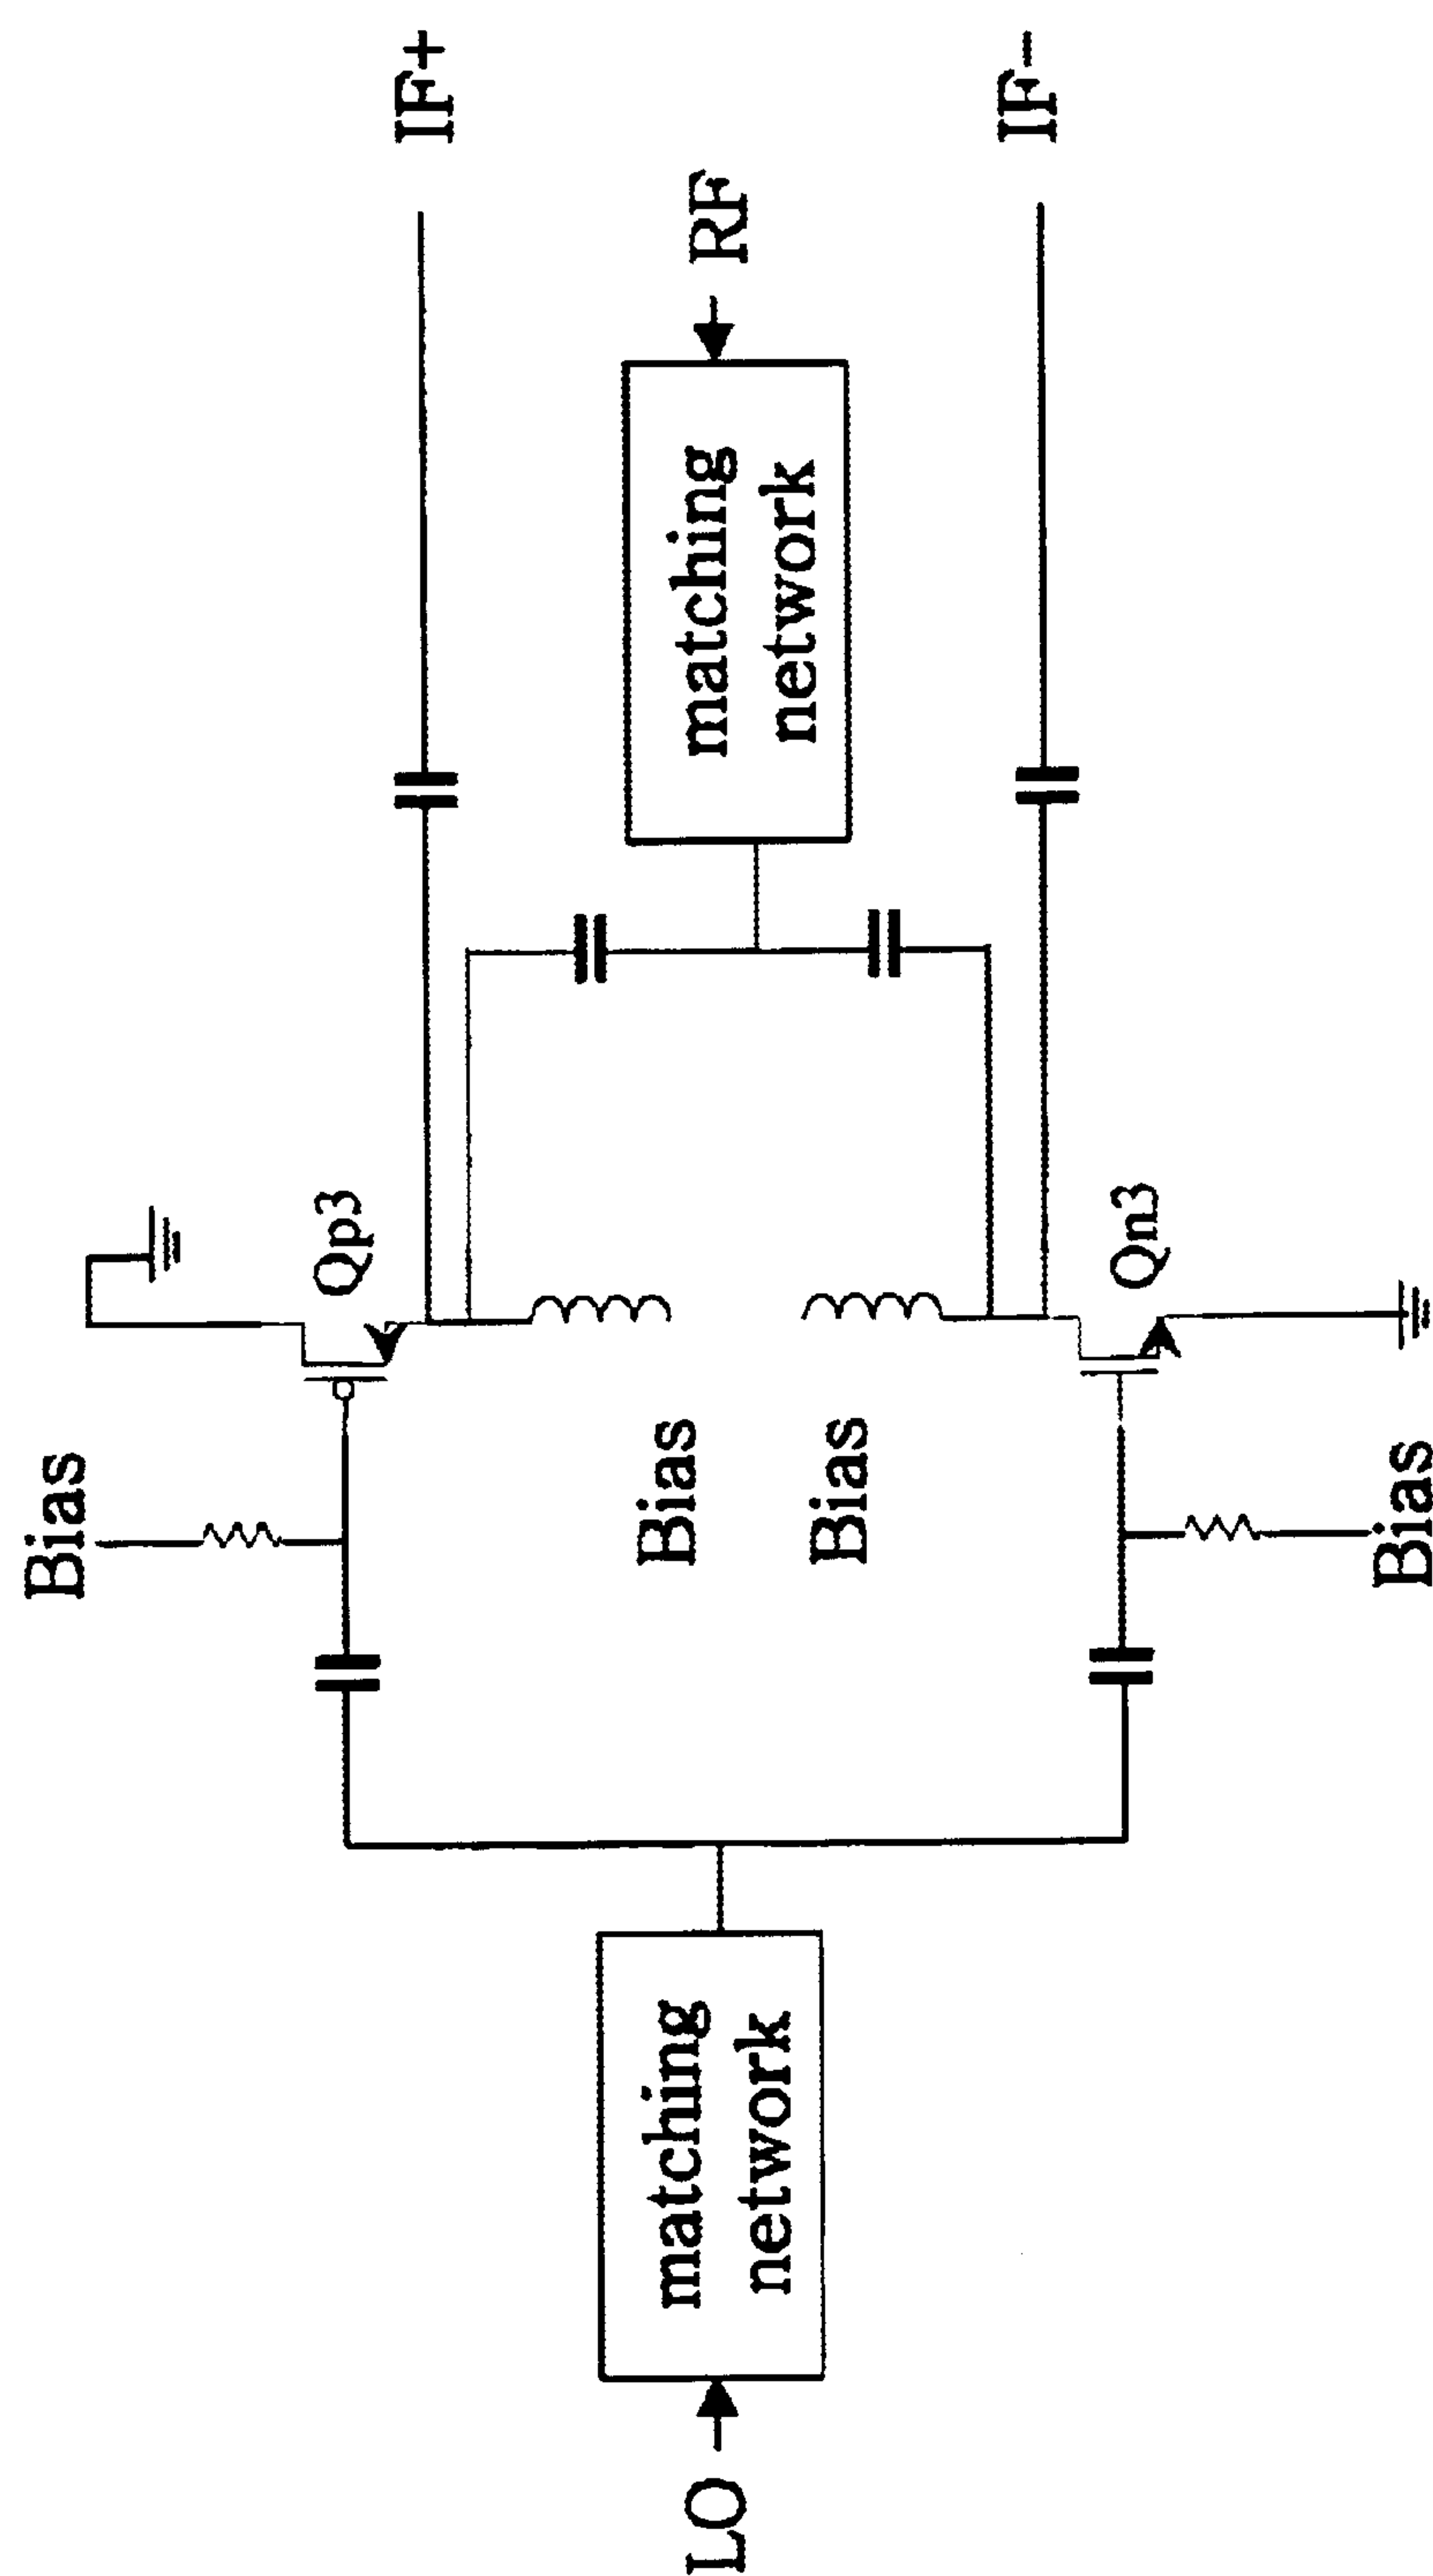 Bias
Qp3
IF+
LO
matching
network
Bias
Bias
matching
network
RF
IF-
Qn3
Bias